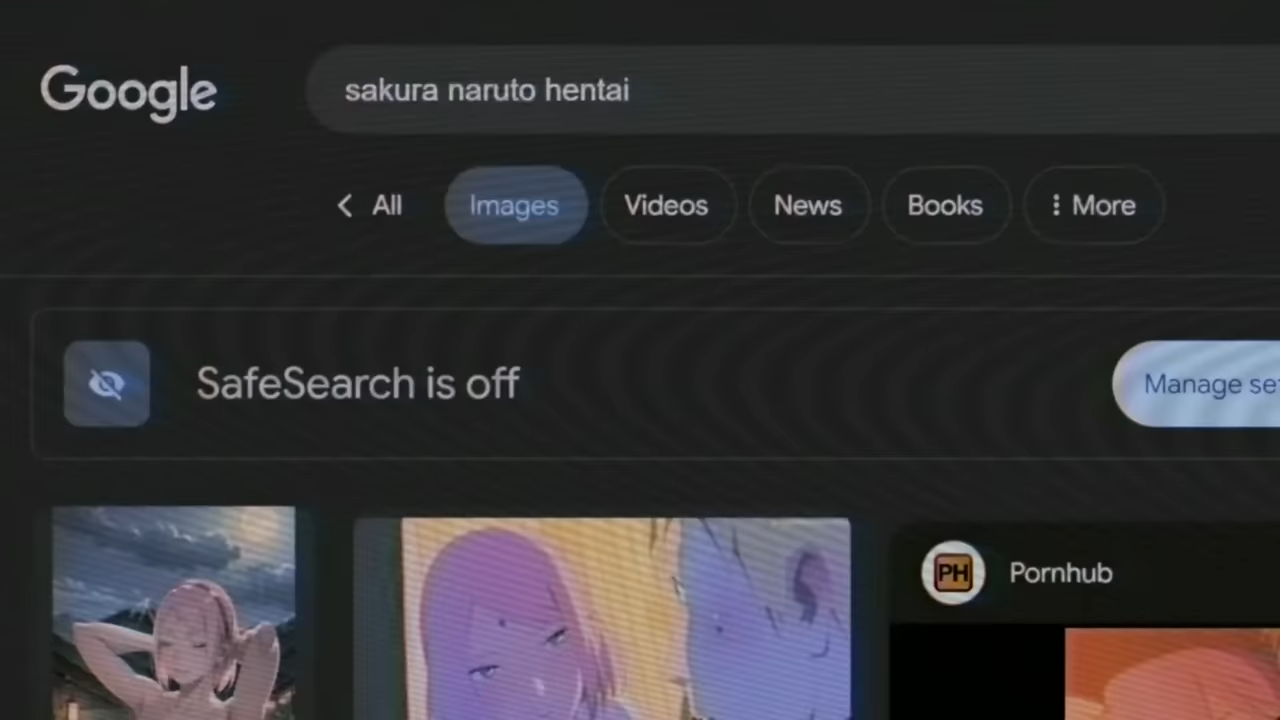 Google
sakura naruto hentai
All
Images
Videos
News
Books
More
SafeSearch is off
Manage
PH
Pornhub